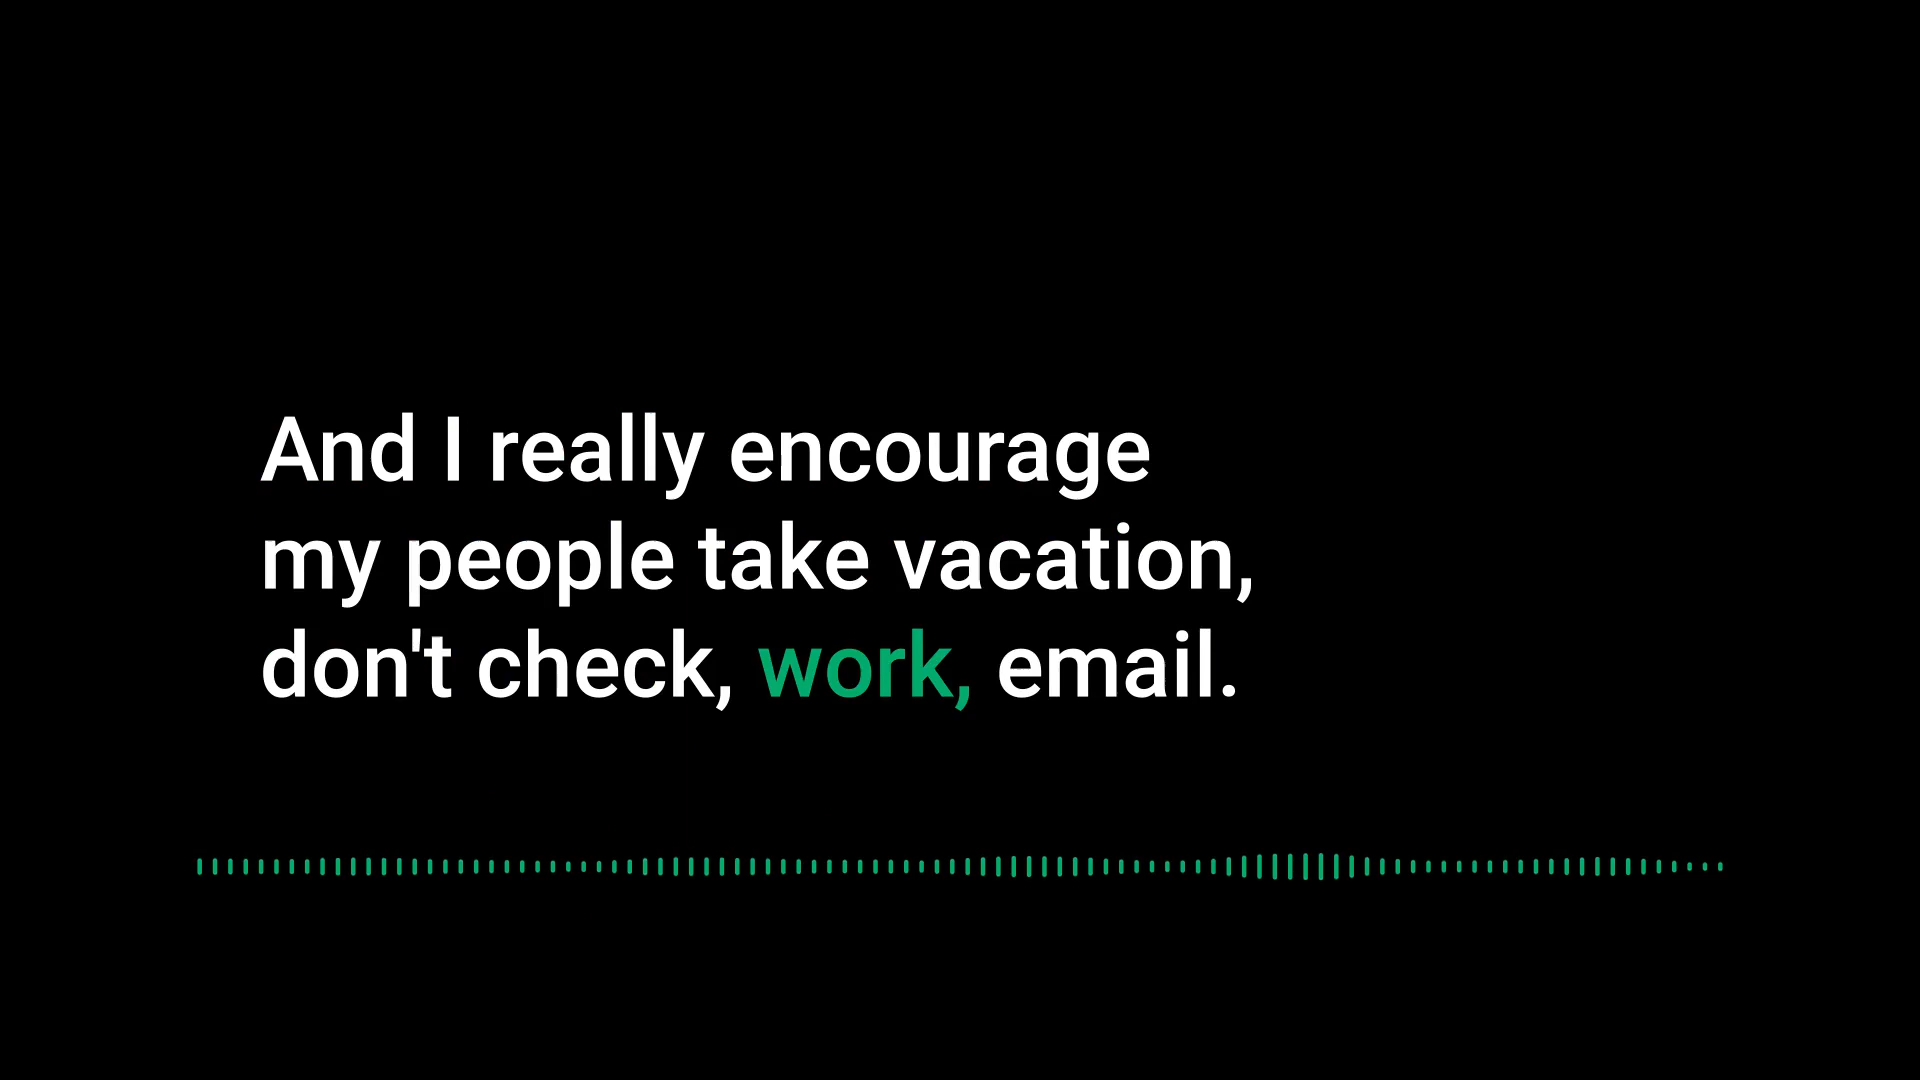 And I really encourage
my people take vacation,
don't check, work, email.